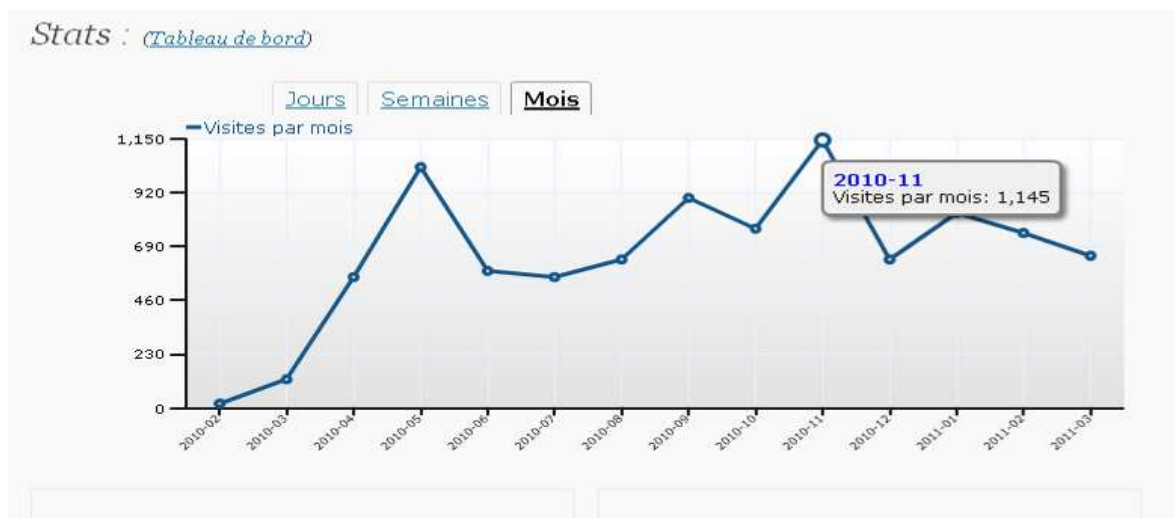 Stats : (Tableau de bord)
Jours Semaines Mois
Visites par mois
1,150
920
690
460
230
0
2010-11
Visites par mois: 1,145
2010-02 2010-03 2010-04 2010-05 2010-06 2010-07 2010-08 2010-09 2010-10 2010-11 2010-12 2011-01 2011-02 2011-03